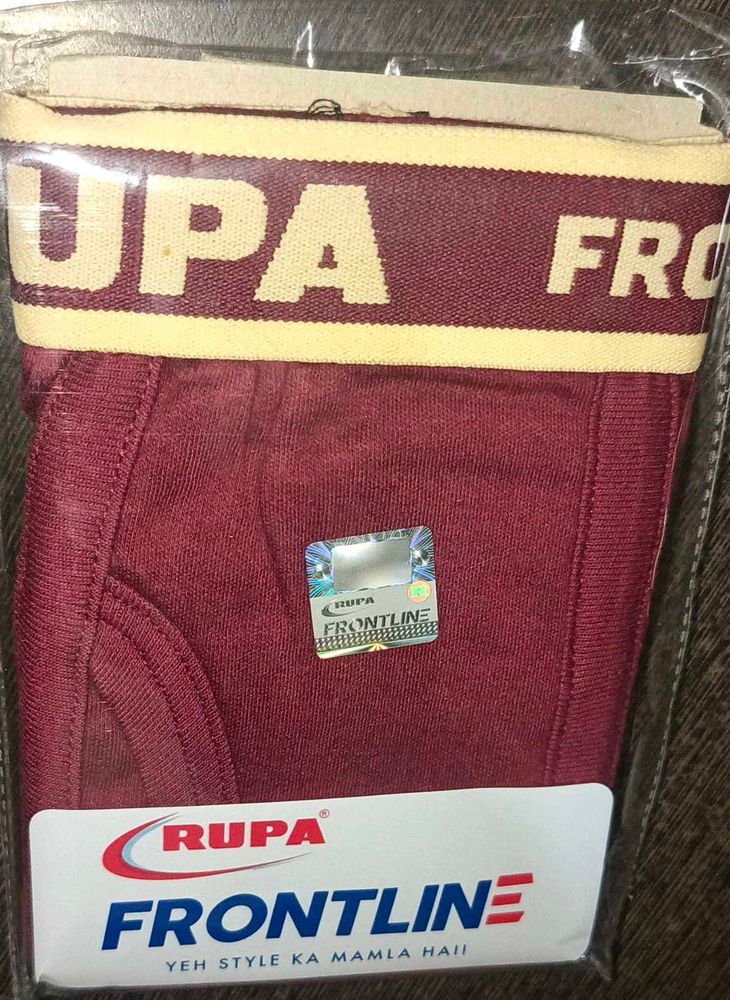 UPA FRO
RUPA
FRONTLINE
RUPA®
FRONTLINE
YEH STYLE KA MAMLA HAI!